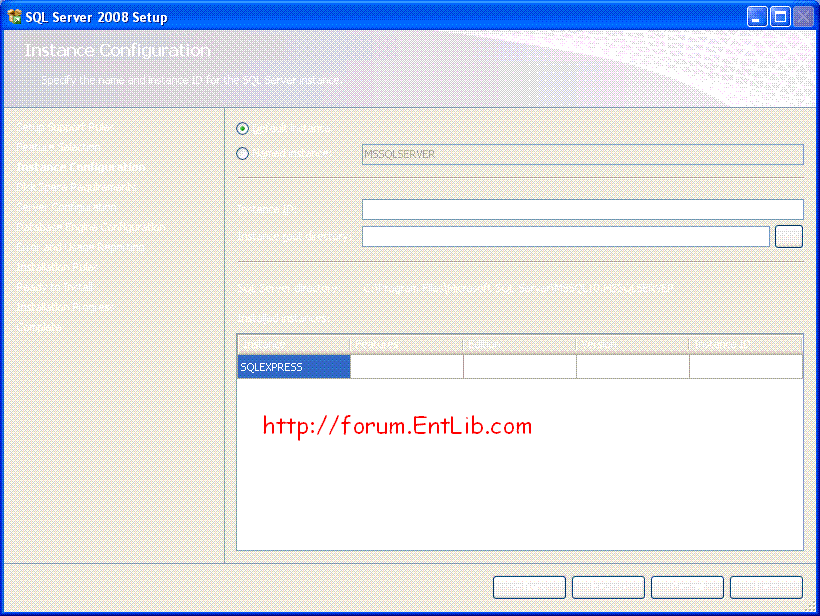 SQL Server 2008 Setup
Instance Configuration
Specify the name and instance ID for the SQL Server instance.
Setup Support Rules
Feature Selection
Instance Configuration
Disk Space Requirements
Server Configuration
Database Engine Configuration
Error and Usage
Installation Rules
Ready to Install
Installation Progress
Complete
Default instance
Named instance:
MSSQLSERVER
Instance ID:
Instance root directory:
SQL Server directory:
Installed instances:
Instance Features Edition Version Instance ID
SQLEXPRESS
http://forum.EntLib.com